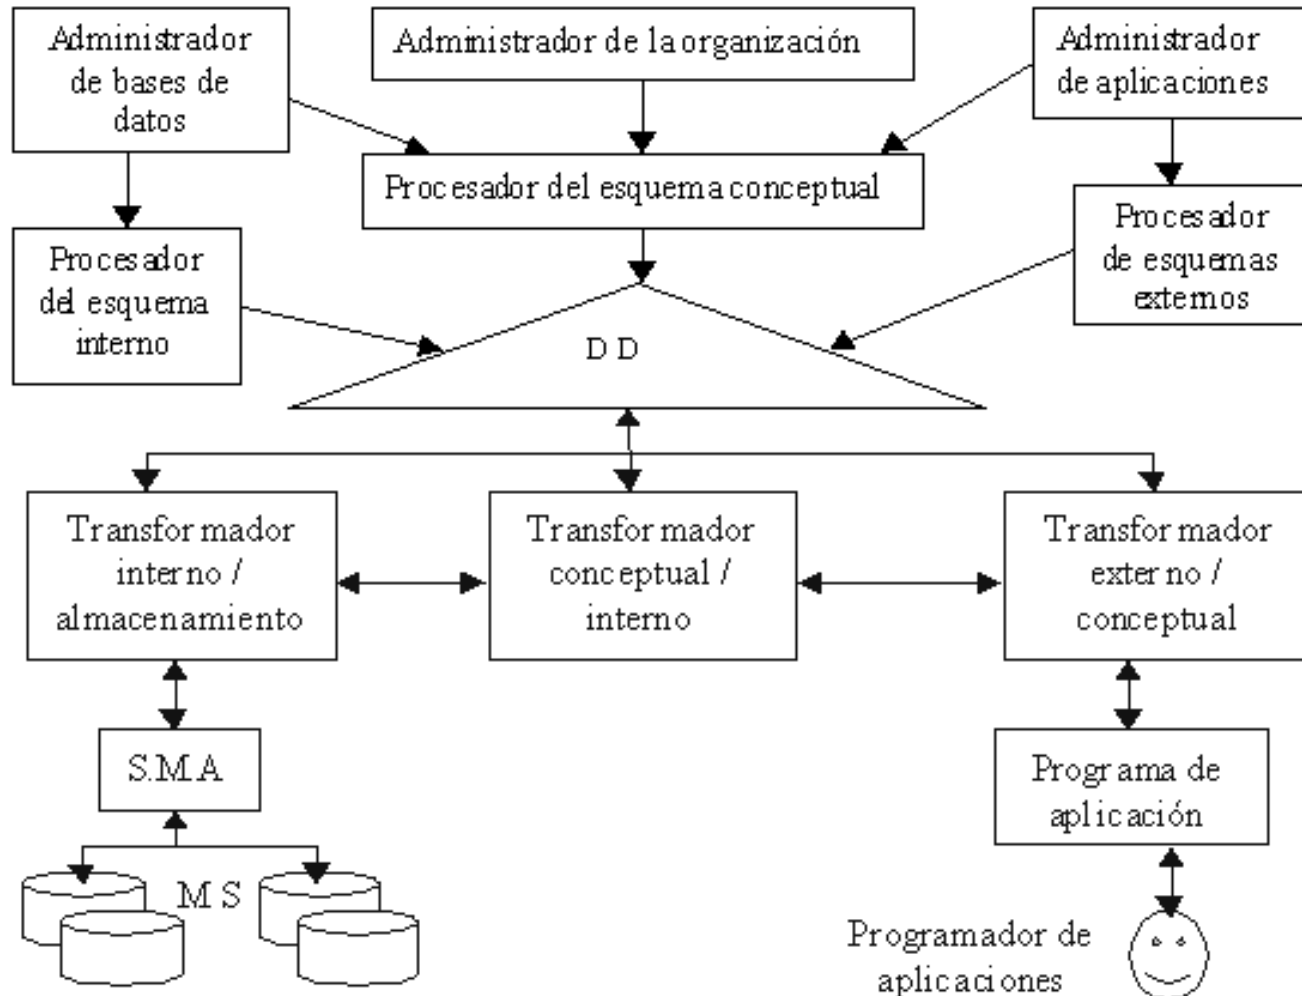 Administrador
de bases de
datos
Administrador de la organización
Administrador
de aplicaciones
Procesador del esquema conceptual
Procesador
del esquema
interno
Procesador
de esquemas
externos
D D
Transformador
interno /
almacenamiento
Transformador
conceptual /
interno
Transformador
externo /
conceptual
S.M.A
Programa de
aplicación
M S
Programador de
aplicaciones